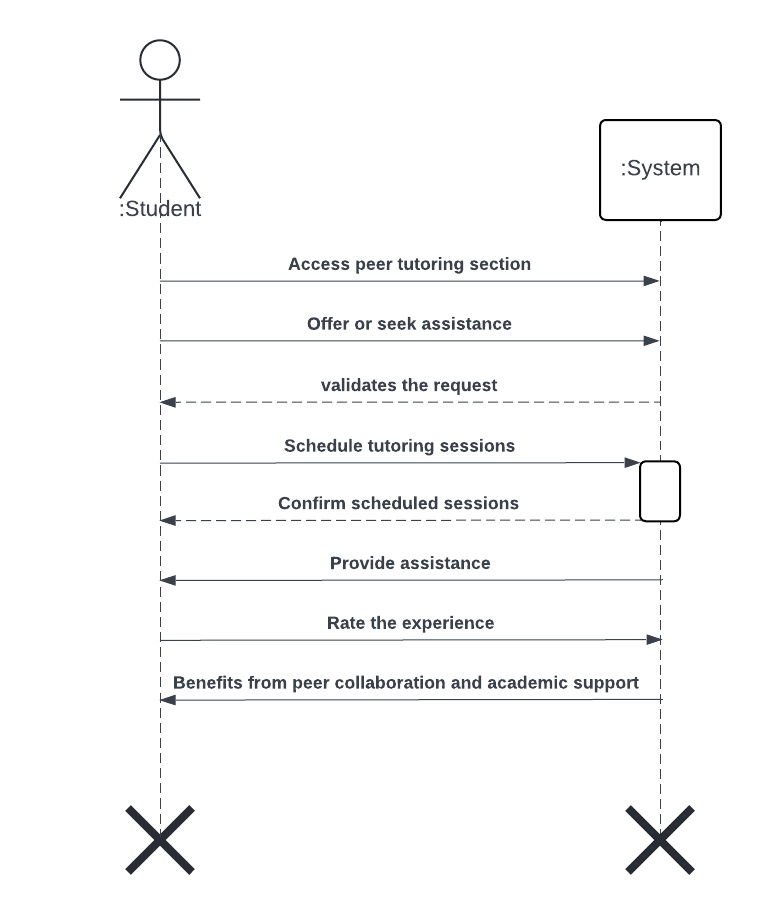 :Student
:System
Access peer tutoring section
Offer or seek assistance
validates the request
Schedule tutoring sessions
Confirm scheduled sessions
Provide assistance
Rate the experience
Benefits from peer collaboration and academic support